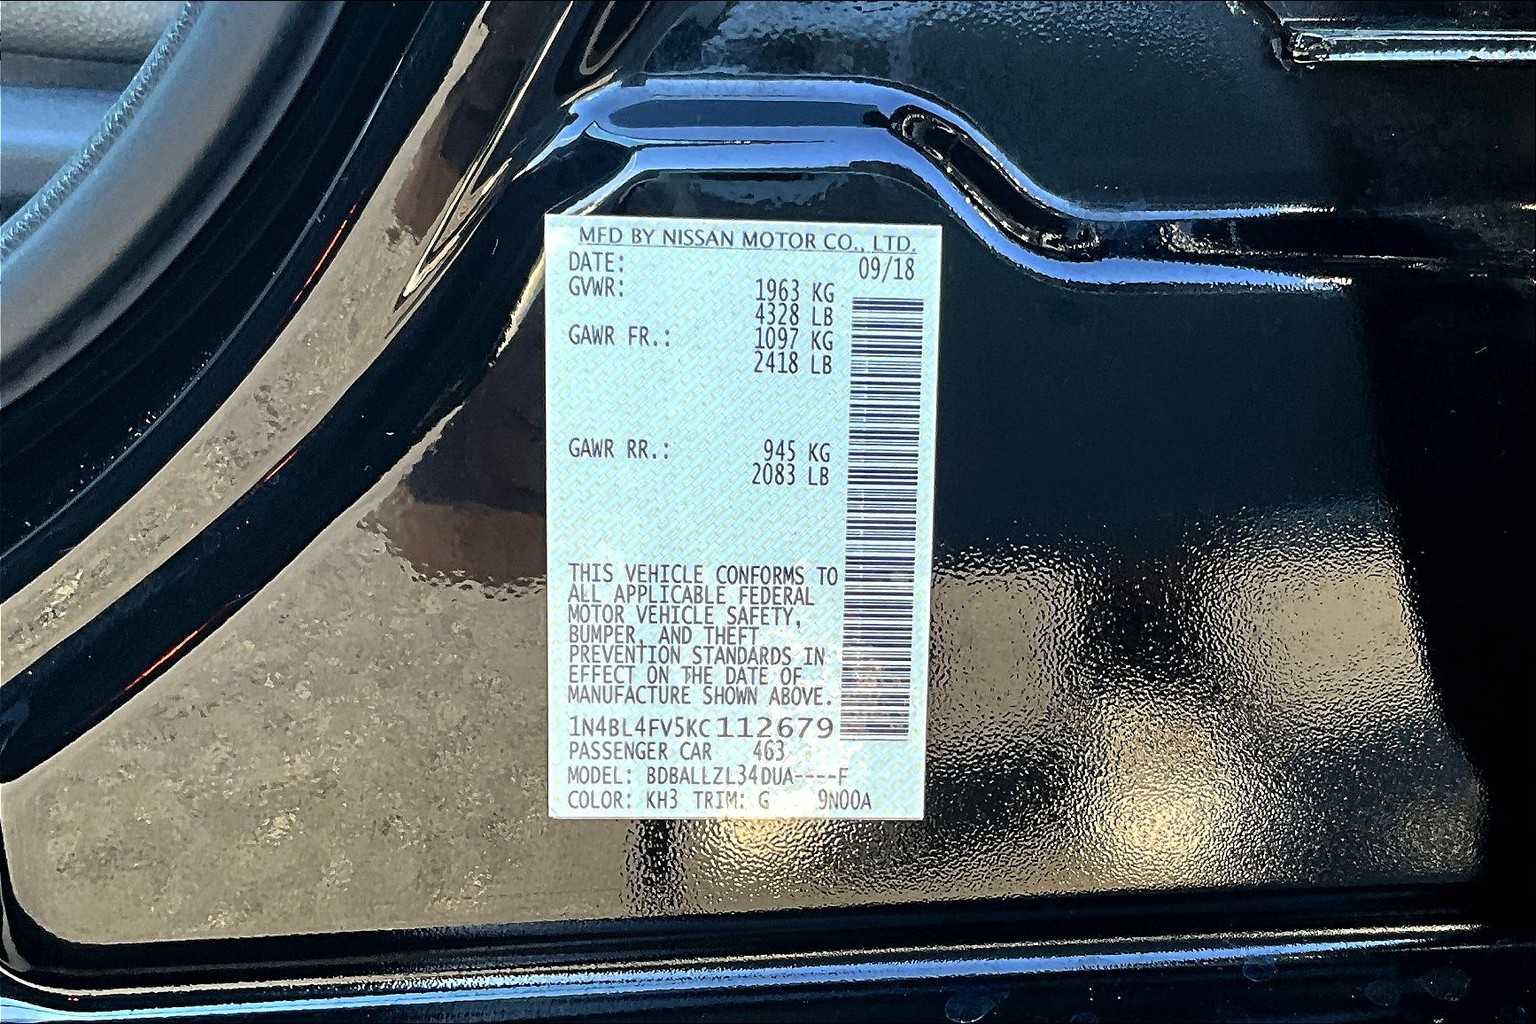 MFD BY NISSAN MOTOR CO., LTD.
DATE: 09/18
GVWR: 1963 KG
4328 LB
GAWR FR.: 1097 KG
2418 LB
GAWR RR.: 945 KG
2083 LB
THIS VEHICLE CONFORMS TO
ALL APPLICABLE FEDERAL
MOTOR VEHICLE SAFETY,
BUMPER, AND THEFT
PREVENTION STANDARDS IN
EFFECT ON THE DATE OF
MANUFACTURE SHOWN ABOVE.
1N4BL4FV5KC112679
PASSENGER CAR 463
MODEL: BDBALLZL34DUA----F
COLOR: KH3 TRIM: G 9N00A